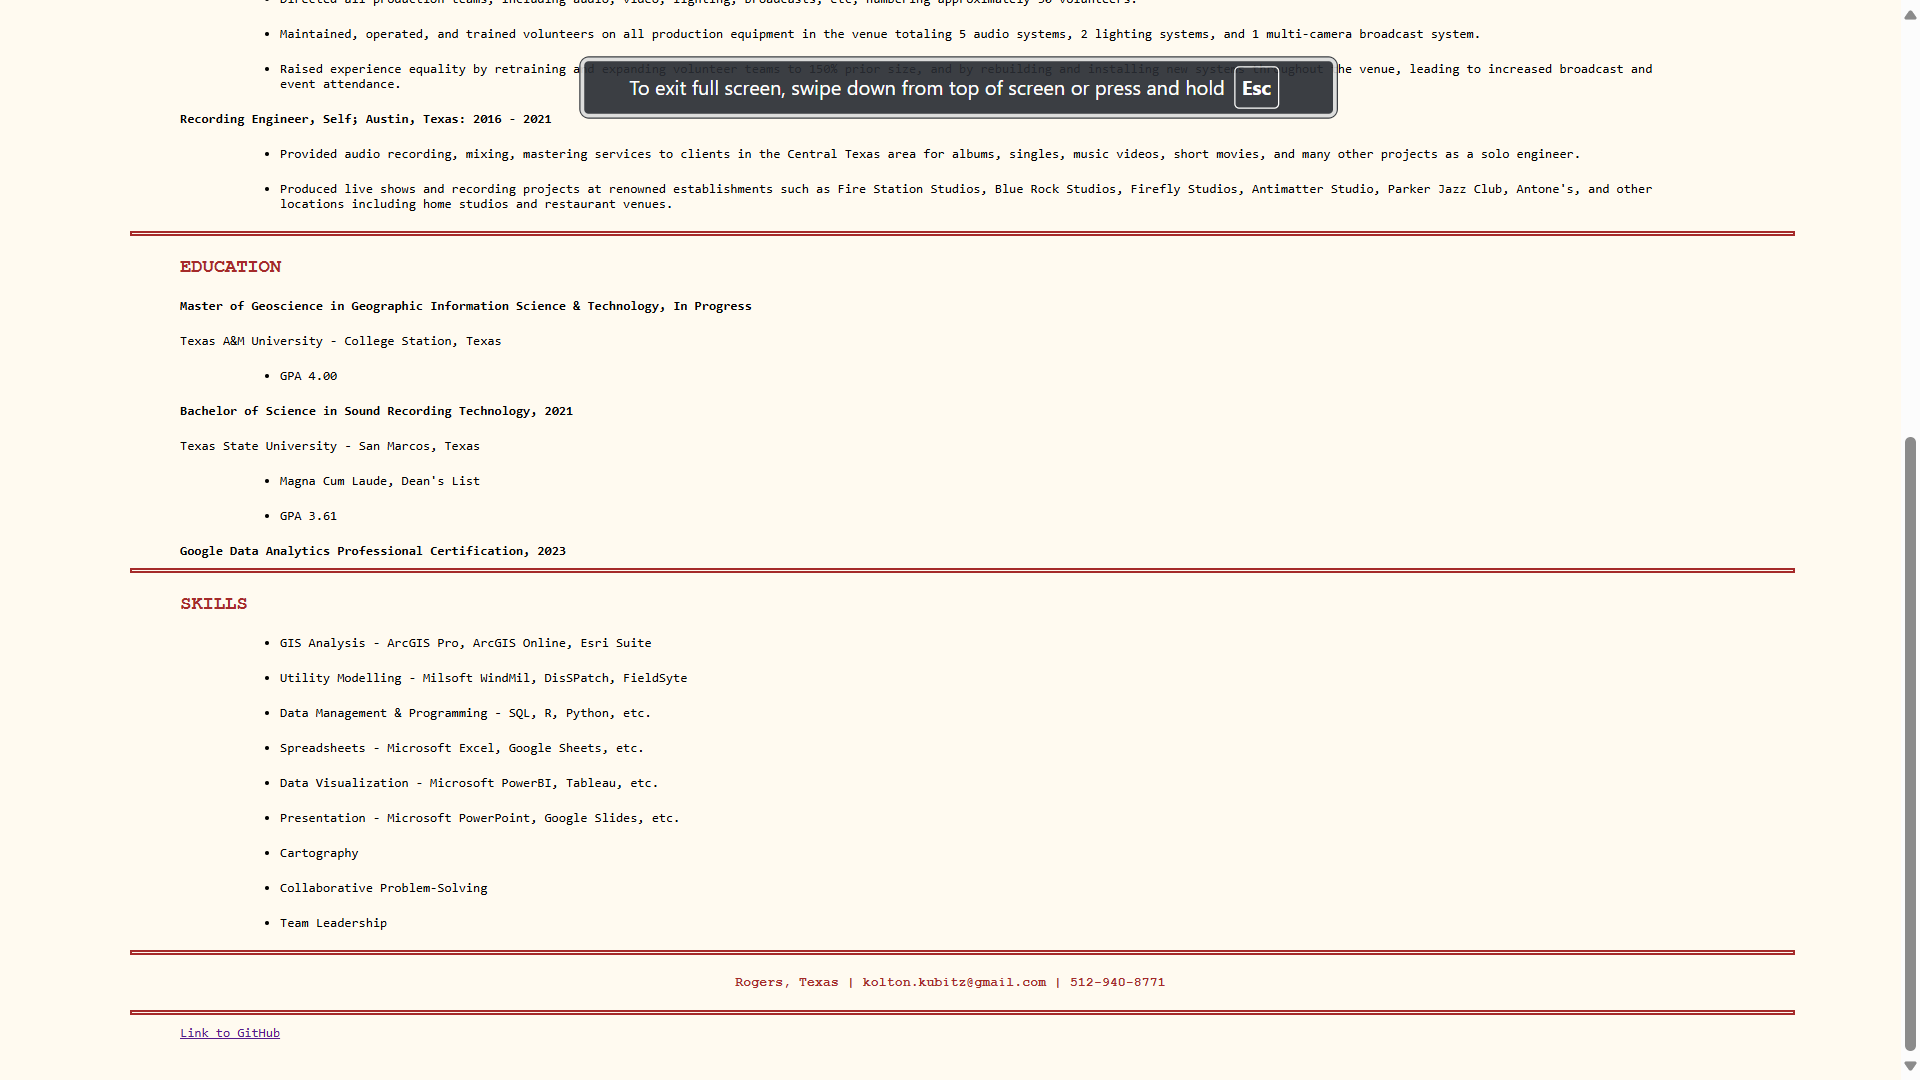 Directed all production teams, including audio, video, lighting, broadcasts, etc, numbering approximately 30 volunteers.
Maintained, operated, and trained volunteers on all production equipment in the venue totaling 5 audio systems, 2 lighting systems, and 1 multi-camera broadcast system.
Raised experience equality by retraining and expanding volunteer teams to 150% prior size, and by rebuilding and installing new systems throughout the venue, leading to increased broadcast and
event attendance.
To exit full screen, swipe down from top of screen or press and hold Esc
Recording Engineer, Self; Austin, Texas: 2016 - 2021
Provided audio recording, mixing, mastering services to clients in the Central Texas area for albums, singles, music videos, short movies, and many other projects as a solo engineer.
Produced live shows and recording projects at renowned establishments such as Fire Station Studios, Blue Rock Studios, Firefly Studios, Antimatter Studio, Parker Jazz Club, Antone's, and other
locations including home studios and restaurant venues.
EDUCATION
Master of Geoscience in Geographic Information Science & Technology, In Progress
Texas A&M University - College Station, Texas
GPA 4.00
Bachelor of Science in Sound Recording Technology, 2021
Texas State University - San Marcos, Texas
Magna Cum Laude, Dean's List
GPA 3.61
Google Data Analytics Professional Certification, 2023
SKILLS
GIS Analysis - ArcGIS Pro, ArcGIS Online, Esri Suite
Utility Modelling - Milsoft WindMil, DisSPatch, FieldSyte
Data Management & Programming - SQL, R, Python, etc.
Spreadsheets - Microsoft Excel, Google Sheets, etc.
Data Visualization - Microsoft PowerBI, Tableau, etc.
Presentation - Microsoft PowerPoint, Google Slides, etc.
Cartography
Collaborative Problem-Solving
Team Leadership
Rogers, Texas | kolton.kubitz@gmail.com | 512-940-8771
Link to GitHub